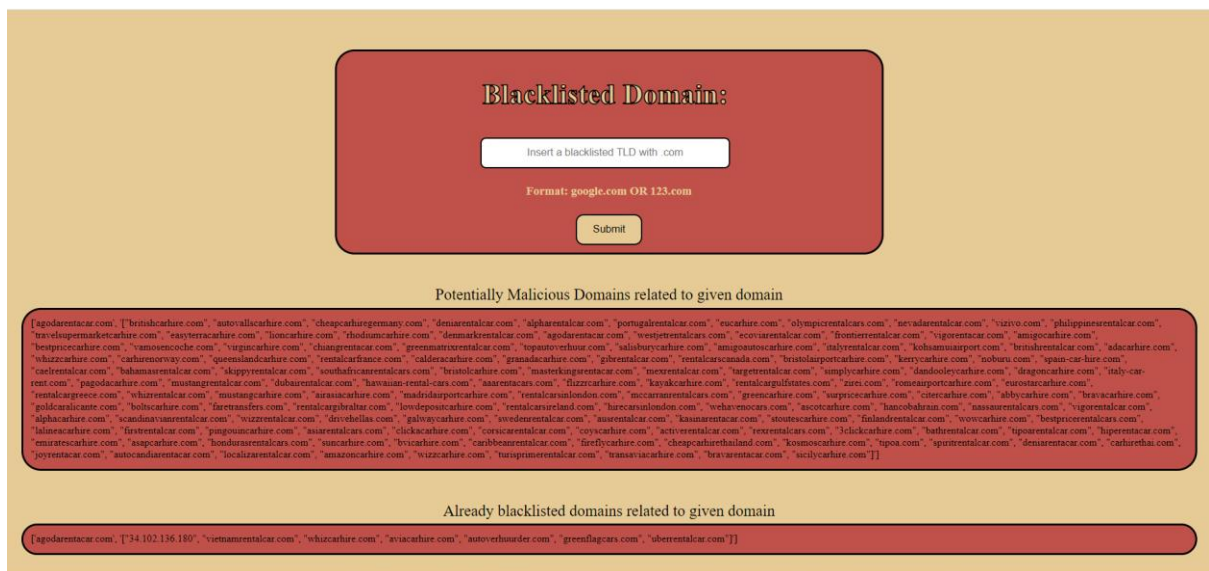 Blacklisted Domain:
Insert a blacklisted TLD with .com
Format: google.com OR 123.com
Submit
Potentially Malicious Domains related to given domain
['agodarentacar.com', '["britishcarhire.com", "autovallscarhire.com", "cheapcarhiregermany.com", "deniarentalcar.com", "alpharentalcar.com", "portugalrentalcar.com", "eucarhire.com", "olympicrentalcars.com", "nevadarentalcar.com", "vizivo.com", "philippinesrentalcar.com",
"travelsupermarketcarhire.com", "easyterracarhire.com", "lioncarhire.com", "rhodiumcarhire.com", "denmarkrentalcar.com", "agodarentacar.com", "westjetrentalcars.com", "ecoviarentalcar.com", "frontierrentalcar.com", "vigorentacar.com", "amigocarhire.com",
"bestpricecarhire.com", "vamosencoche.com", "virgincarhire.com", "chiangrentacar.com", "greenmatrixrentalcar.com", "topautoverhuur.com", "salisburycarhire.com", "amigoautoscarhire.com", "italyrentalcar.com", "kohsamuiairport.com", "britishrentalcar.com", "adacarhire.com",
"whizzcarhire.com", "carhirenorway.com", "queenslandcarhire.com", "rentalcarfrance.com", "calderacarhire.com", "granadacarhire.com", "gibrentalcar.com", "rentalcarscanada.com", "bristolairportcarhire.com", "kerrycarhire.com", "noburu.com", "spain-car-hire.com",
"caelrentalcar.com", "bahamasrentalcar.com", "skippyrentalcar.com", "southafricanrentalcars.com", "bristolcarhire.com", "masterkingsrentacar.com", "mexrentalcar.com", "targetrentalcar.com", "simplycarhire.com", "dandooleycarhire.com", "dragoncarhire.com", "italy-car-
rent.com", "pagodacarhire.com", "mustangrentalcar.com", "dubairentalcar.com", "hawaiian-rental-cars.com", "aaarentacars.com", "flizzrcarhire.com", "kayakcarhire.com", "rentalcargulfstates.com", "zirei.com", "romeairportcarhire.com", "eurostarcarhire.com",
"rentalcargreece.com", "whizrentalcar.com", "mustangcarhire.com", "airasiacarhire.com", "madridairportcarhire.com", "rentalcarsinlondon.com", "mccarranrentalcars.com", "greencarhire.com", "surpricecarhire.com", "citercarhire.com", "abbycarhire.com", "bravacarhire.com",
"goldcaralicante.com", "boltscarhire.com", "faretransfers.com", "rentalcargibraltar.com", "lowdepositcarhire.com", "rentalcarsireland.com", "hirecarsinlondon.com", "wehavenocars.com", "ascotcarhire.com", "hancobahrain.com", "nassaurentalcars.com", "vigorentalcar.com",
"alphacarhire.com", "scandinavianrentalcar.com", "wizzrentalcar.com", "drivehellas.com", "galwaycarhire.com", "swedenrentalcar.com", "ausrentalcar.com", "kasinarentacar.com", "stoutescarhire.com", "finlandrentalcar.com", "wowcarhire.com", "bestpricerentalcars.com",
"lalineacarhire.com", "firstrentalcar.com", "pingouincarhire.com", "asiarentalcars.com", "clickacarhire.com", "corsicarentalcar.com", "coyscarhire.com", "activerentalcar.com", "rexrentalcars.com", "3clickcarhire.com", "bathrentalcar.com", "tipoarentalcar.com", "hiperentacar.com",
"emiratescarhire.com", "asapcarhire.com", "hondurasrentalcars.com", "suncarhire.com", "bvicarhire.com", "caribbeanrentalcar.com", "fireflycarhire.com", "cheapcarhirethailand.com", "kosmoscarhire.com", "tipoa.com", "spuritrentalcar.com", "deniarentacar.com", "carhirethai.com",
"joyrentacar.com", "autocandiarentacar.com", "localizarentalcar.com", "amazoncarhire.com", "wizzcarhire.com", "turisprimerentalcar.com", "transaviacarhire.com", "bravarentacar.com", "sicilycarhire.com"]']
Already blacklisted domains related to given domain
['agodarentacar.com', '["34.102.136.180", "vietnamrentalcar.com", "whizcarhire.com", "aviacarhire.com", "autoverhuurder.com", "greenflagcars.com", "uberrentalcar.com"]']